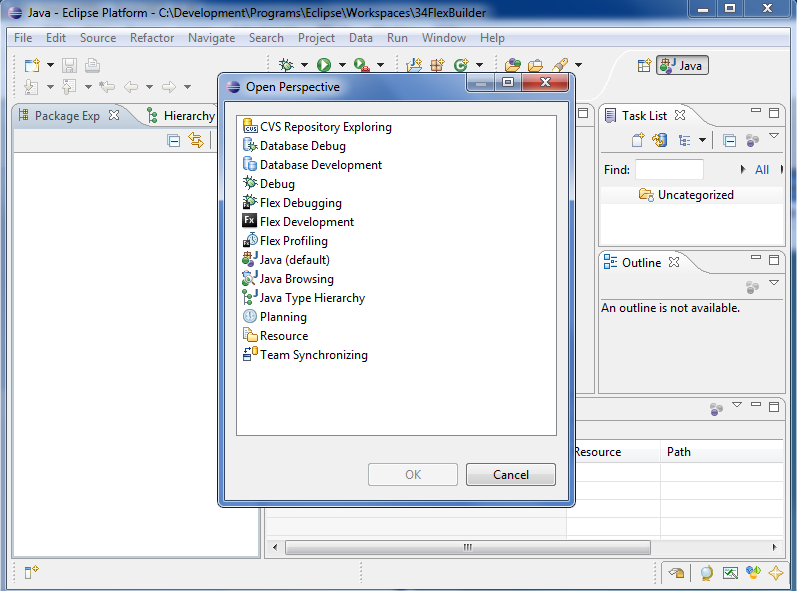 Java - Eclipse Platform - C:\Development\Programs\Eclipse\Workspaces\34FlexBuilder
File Edit Source Refactor Navigate Search Project Data Run Window Help
Java
Package Exp
Hierarchy
Open Perspective
CVS Repository Exploring
Database Debug
Database Development
Debug
Flex Debugging
Fx Flex Development
Flex Profiling
Java (default)
Java Browsing
Java Type Hierarchy
Planning
Resource
Team Synchronizing
OK Cancel
Task List
Find: All
Uncategorized
Outline
An outline is not available.
Resource Path